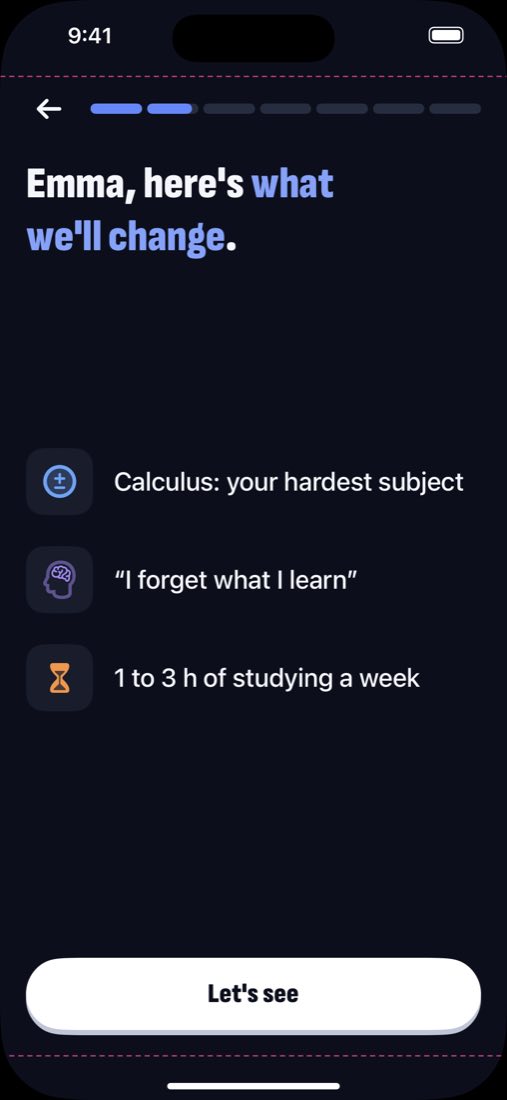 9:41
Emma, here's what
we'll change.
Calculus: your hardest subject
“I forget what I learn”
1 to 3 h of studying a week
Let's see